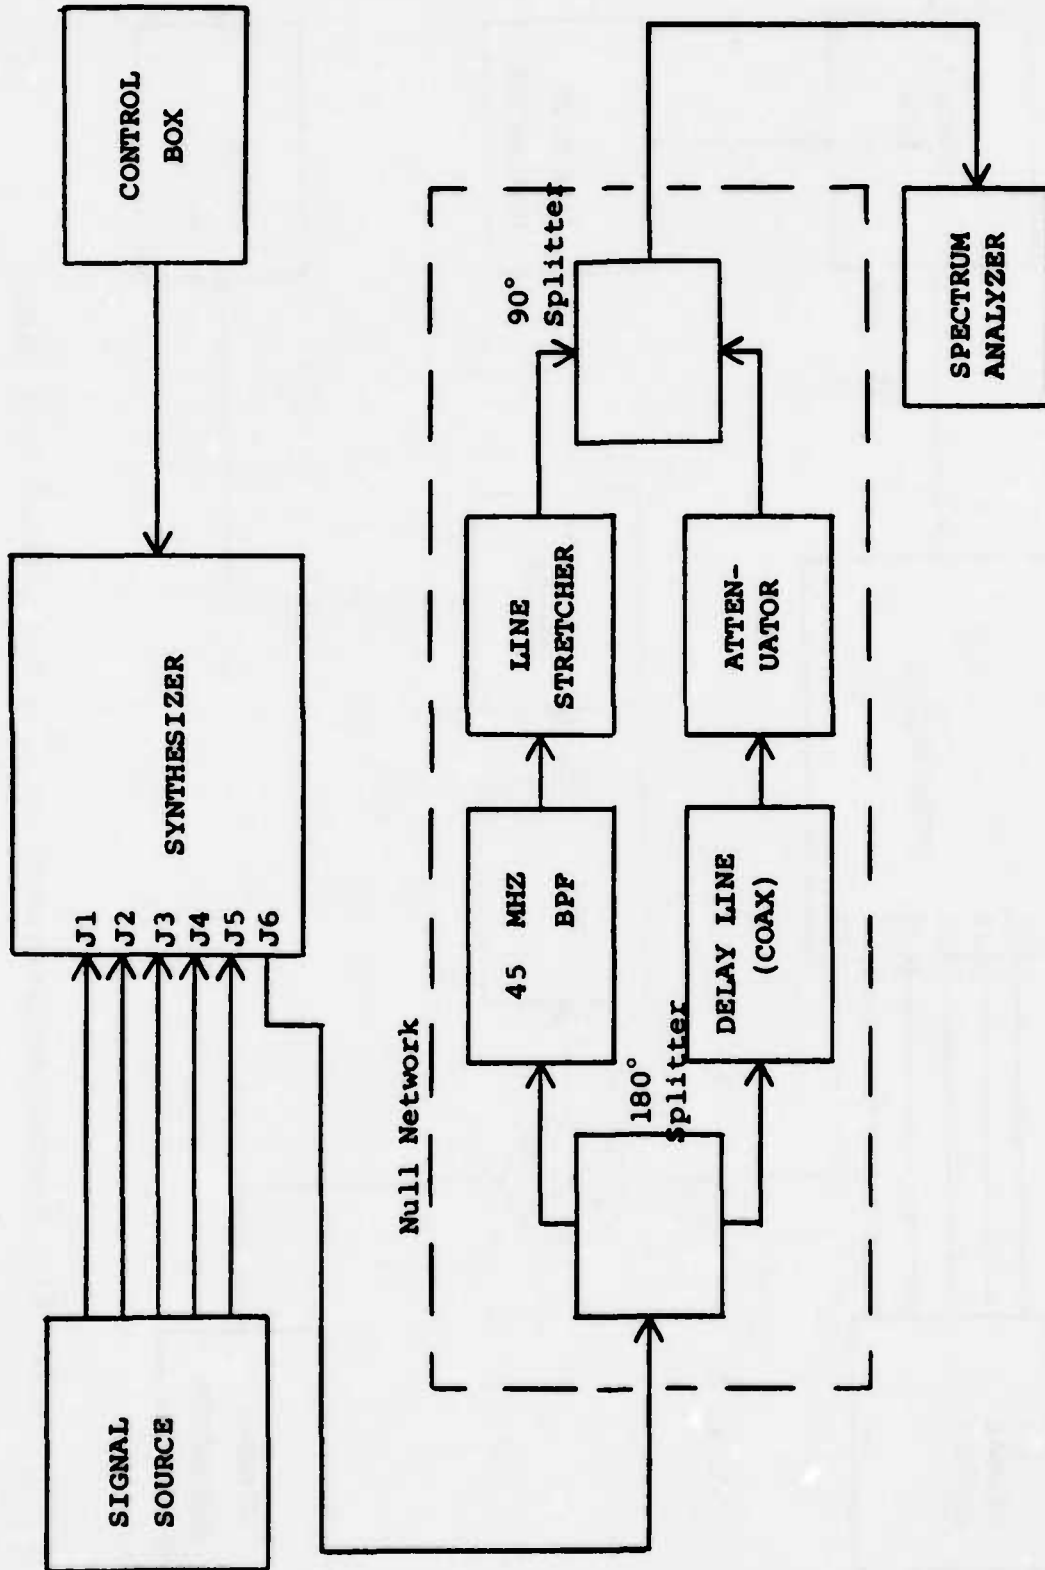 SIGNAL
SOURCE
J1
J2
J3
J4
J5
J6
SYNTHESIZER
CONTROL
BOX
Null Network
180°
Splitter
45 MHZ
BPF
LINE
STRETCHER
90°
Splitter
DELAY LINE
(COAX)
ATTEN-
UATOR
SPECTRUM
ANALYZER